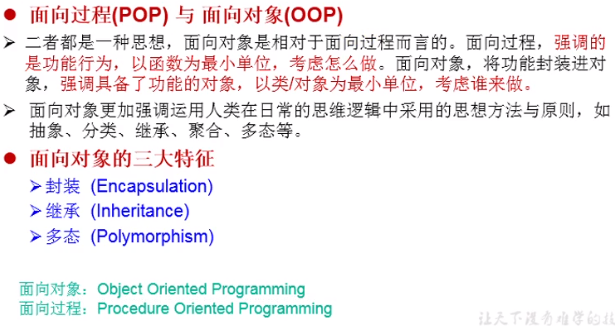 面向过程(POP) 与 面向对象(OOP)
二者都是一种思想，面向对象是相对于面向过程而言的。面向过程，强调的
是功能行为，以函数为最小单位，考虑怎么做。面向对象，将功能封装进对
象，强调具备了功能的对象，以类/对象为最小单位，考虑谁来做。
面向对象更加强调运用人类在日常的思维逻辑中采用的思想方法与原则，如
抽象、分类、继承、聚合、多态等。
面向对象的三大特征
封装 (Encapsulation)
继承 (Inheritance)
多态 (Polymorphism)
面向对象：Object Oriented Programming
面向过程：Procedure Oriented Programming
让天下没有难学的技